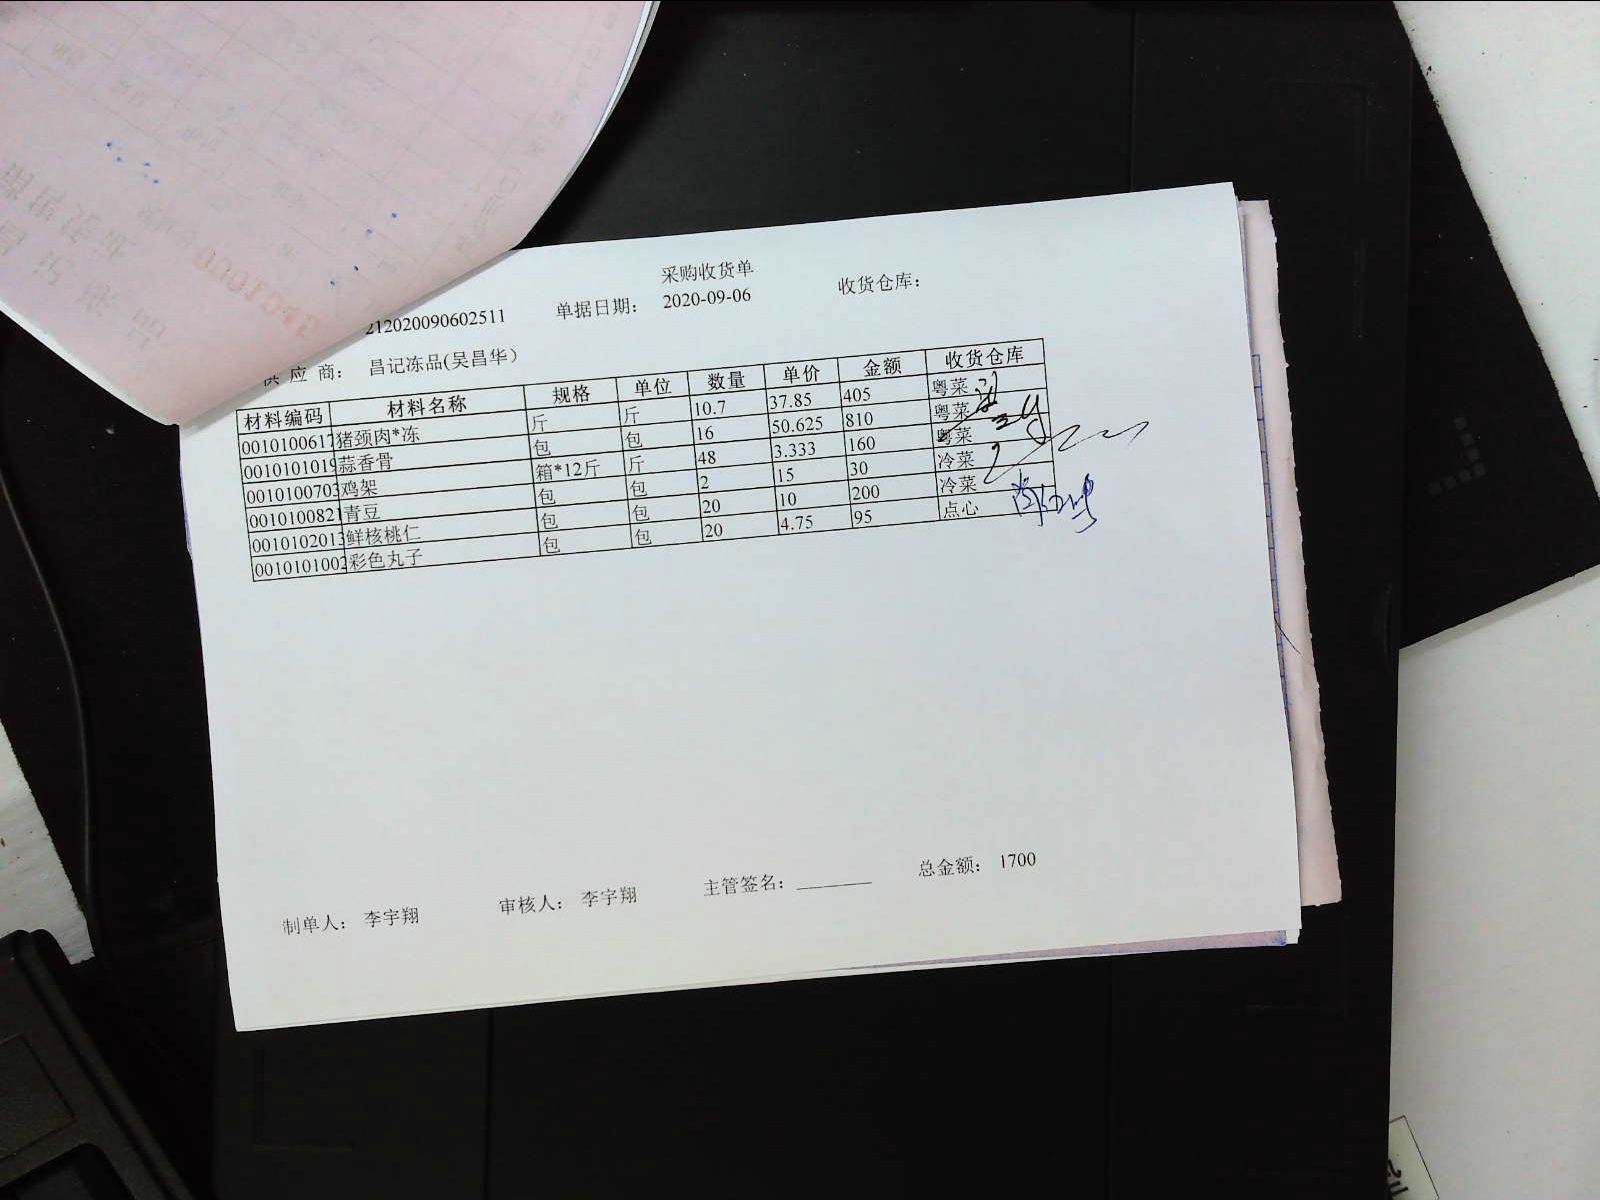 采购收货单
212020090602511 单据日期： 2020-09-06 收货仓库：
供 应 商： 昌记冻品(吴昌华)
材料编码 材料名称 规格 单位 数量 单价 金额 收货仓库
0010100617 猪颈肉*冻 斤 斤 10.7 37.85 405 粤菜
0010101019 蒜香骨 包 包 16 50.625 810 粤菜
0010100703 鸡架 箱*12斤 斤 48 3.333 160 粤菜
0010100821 青豆 包 包 2 15 30 冷菜
0010102013 鲜核桃仁 包 包 20 10 200 冷菜
0010101002 彩色丸子 包 包 20 4.75 95 点心
制单人： 李宇翔 审核人： 李宇翔 主管签名： 总金额： 1700
0001045